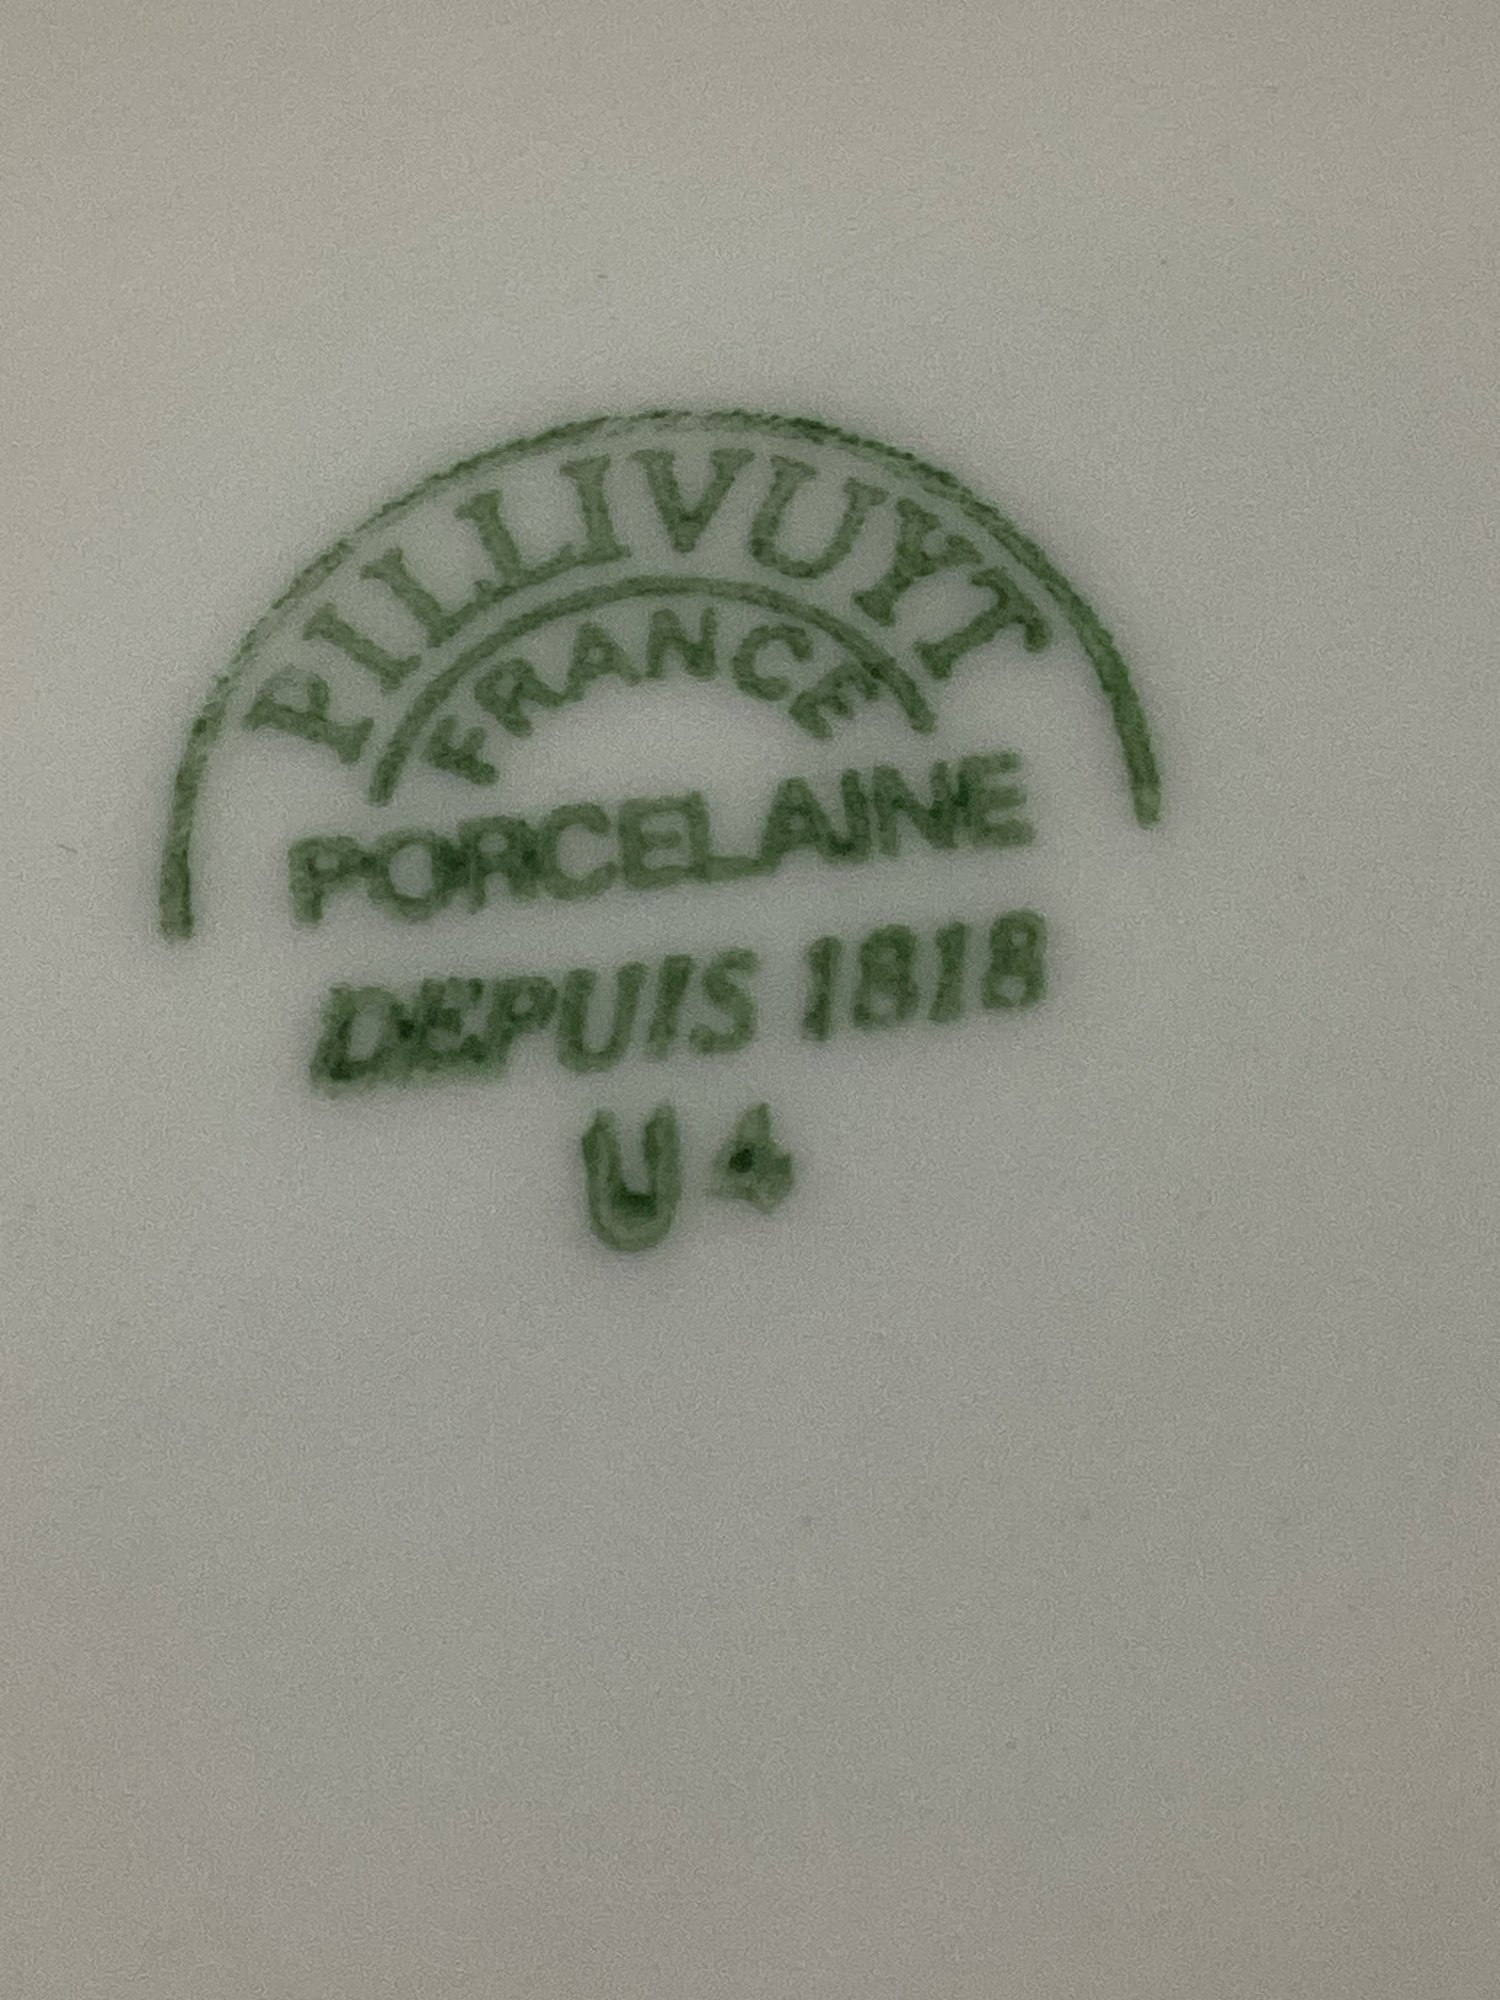 PILLIVUYT
FRANCE
PORCELAINE
DEPUIS 1818
U 4